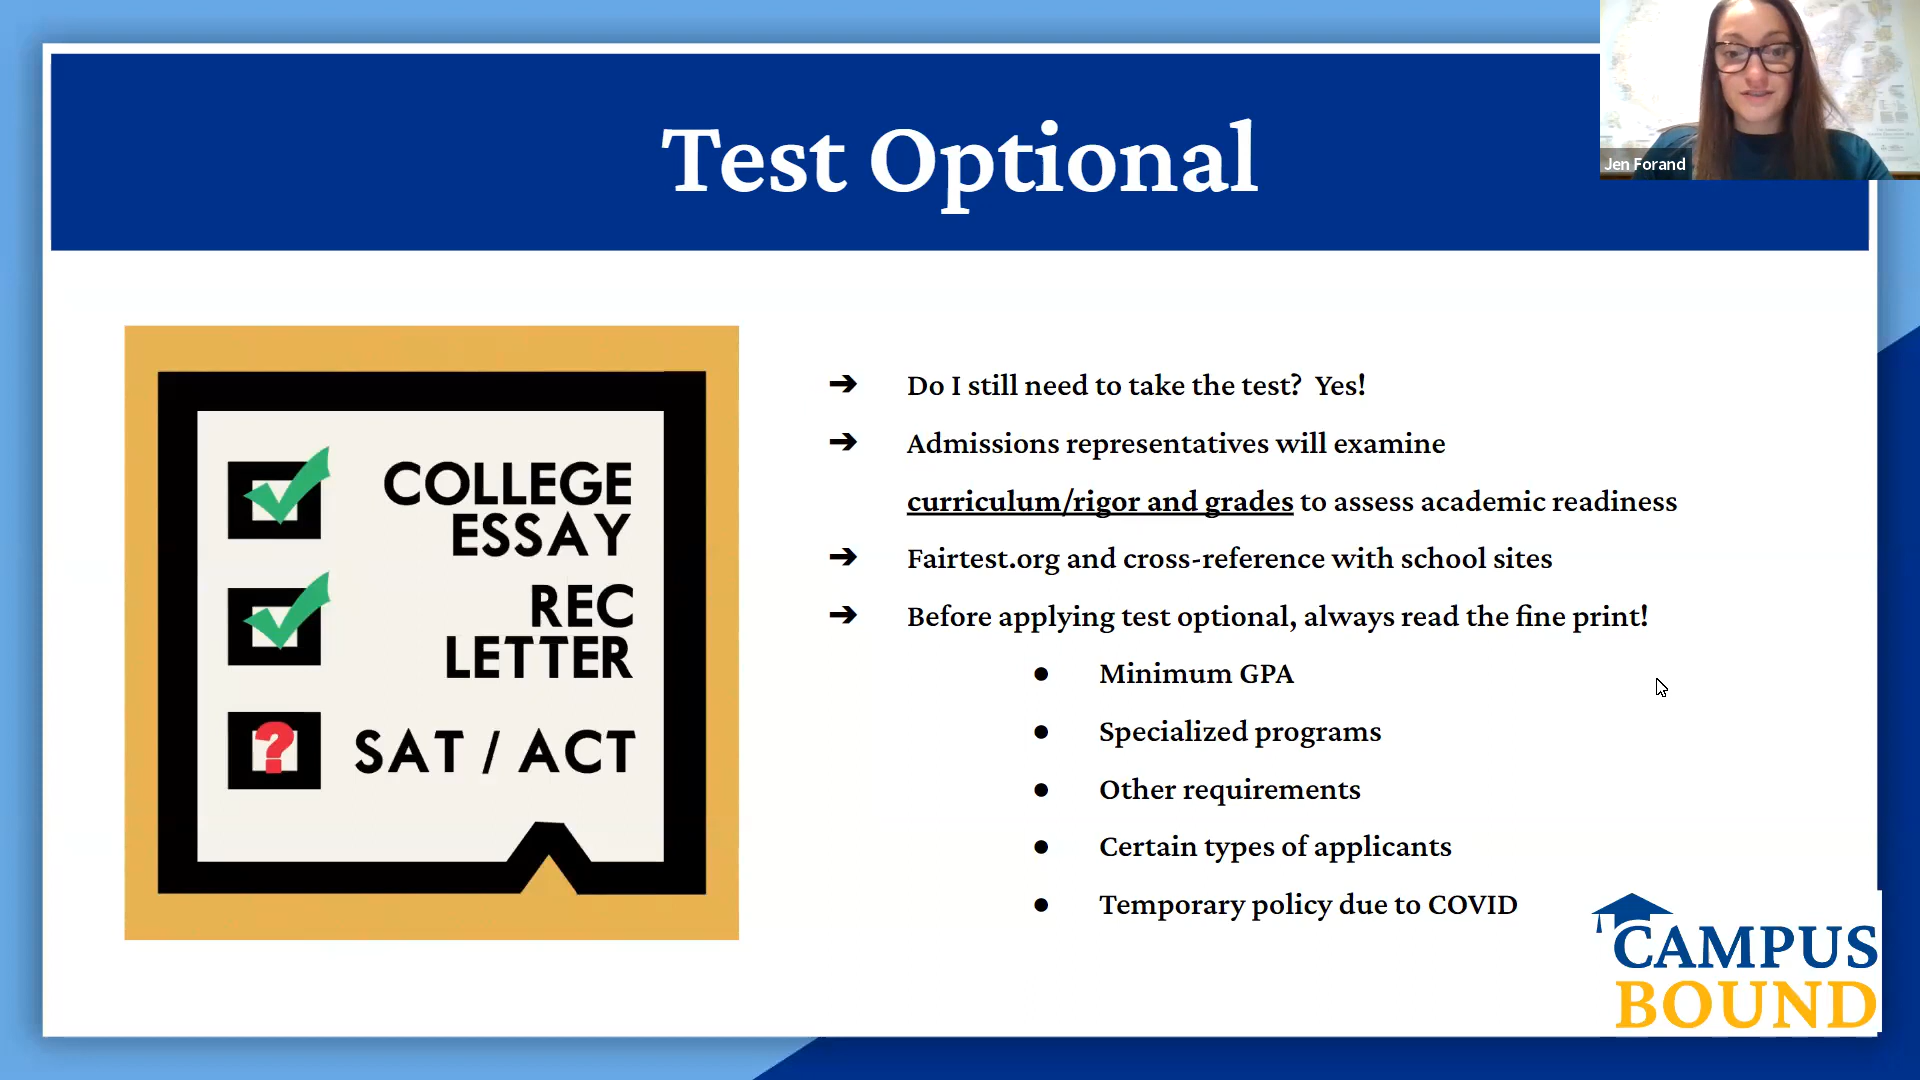 Test Optional
Jen Forand
COLLEGE
ESSAY
REC
LETTER
SAT / ACT
➔ Do I still need to take the test?  Yes!
➔ Admissions representatives will examine
curriculum/rigor and grades to assess academic readiness
➔ Fairtest.org and cross-reference with school sites
➔ Before applying test optional, always read the fine print!
● Minimum GPA
● Specialized programs
● Other requirements
● Certain types of applicants
● Temporary policy due to COVID
CAMPUS
BOUND